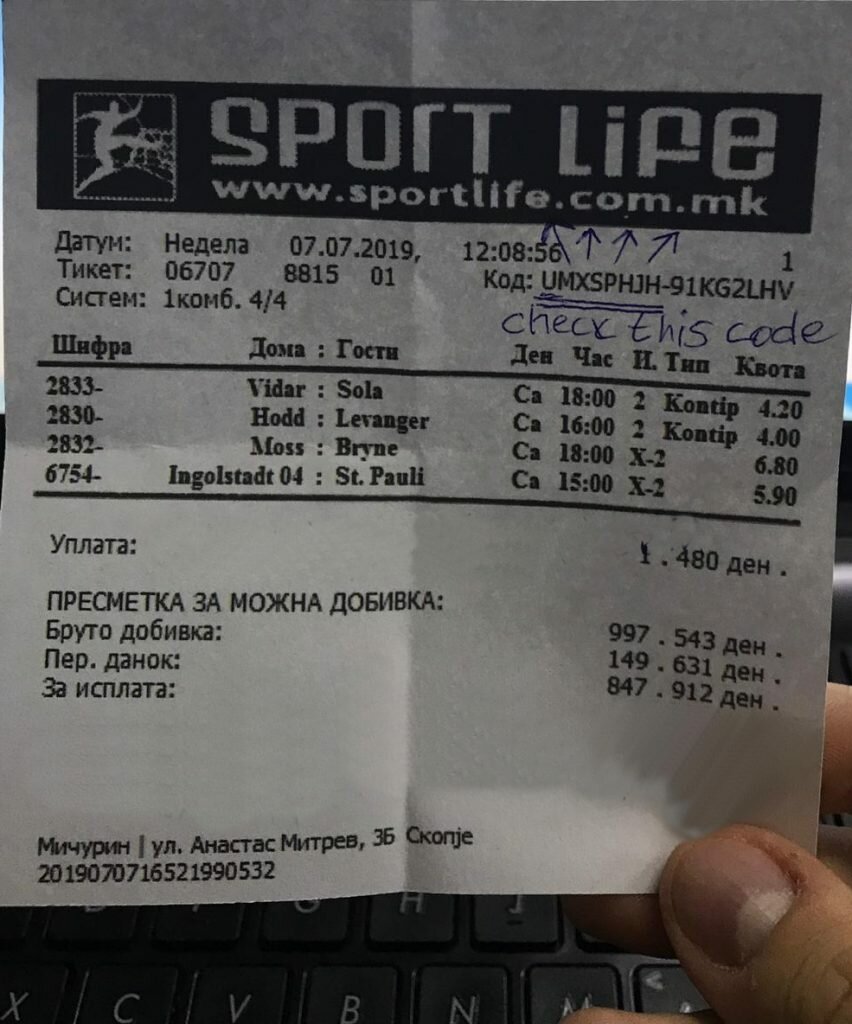 SPORT LiFe
www.sportlife.com.mk
Датум: Недела 07.07.2019, 12:08:56 1
Тикет: 06707 8815 01 Код: UMXSPHJH-91KG2LHV
Систем: 1комб. 4/4
check this code
Шифра Дома : Гости Ден Час И. Тип Квота
2833- Vidar : Sola Са 18:00 2 Kontip 4.20
2830- Hodd : Levanger Са 16:00 2 Kontip 4.00
2832- Moss : Bryne Са 18:00 X-2 6.80
6754- Ingolstadt 04 : St. Pauli Са 15:00 X-2 5.90
Уплата: 1 . 480 ден .
ПРЕСМЕТКА ЗА МОЖНА ДОБИВКА:
Бруто добивка: 997 . 543 ден .
Пер. данок: 149 . 631 ден .
За исплата: 847 . 912 ден .
Мичурин | ул. Анастас Митрев, 3Б Скопје
2019070716521990532
G H J
X C V B N M <